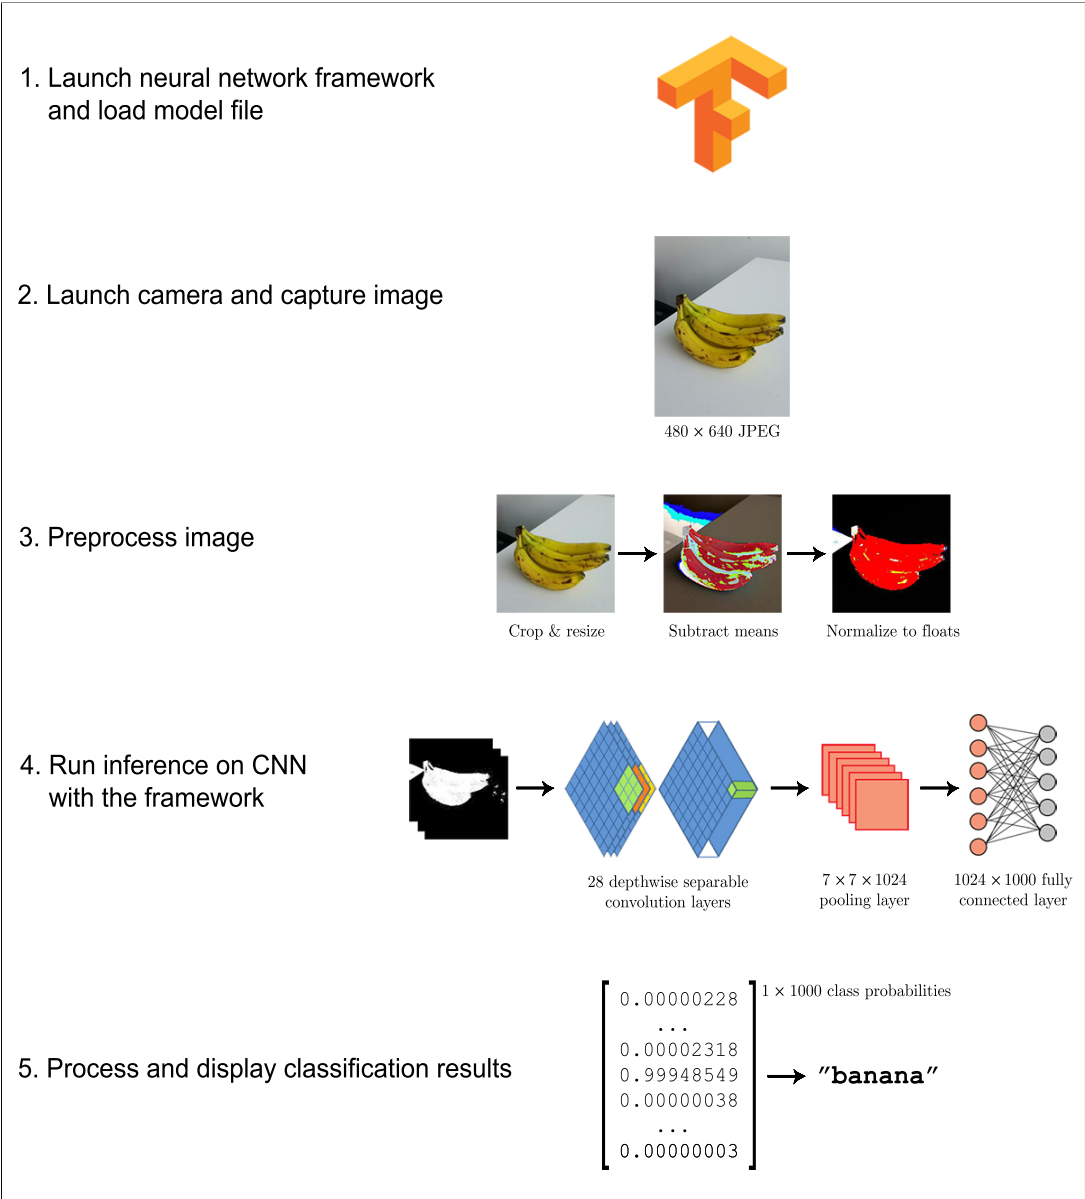 1. Launch neural network framework
and load model file
2. Launch camera and capture image
480 × 640 JPEG
3. Preprocess image
Crop & resize
Subtract means
Normalize to floats
4. Run inference on CNN
with the framework
28 depthwise separable
convolution layers
7 × 7 × 1024
pooling layer
1024 × 1000 fully
connected layer
5. Process and display classification results
0.00000228
...
0.00002318
0.99948549
0.00000038
...
0.00000003
1 × 1000 class probabilities
"banana"